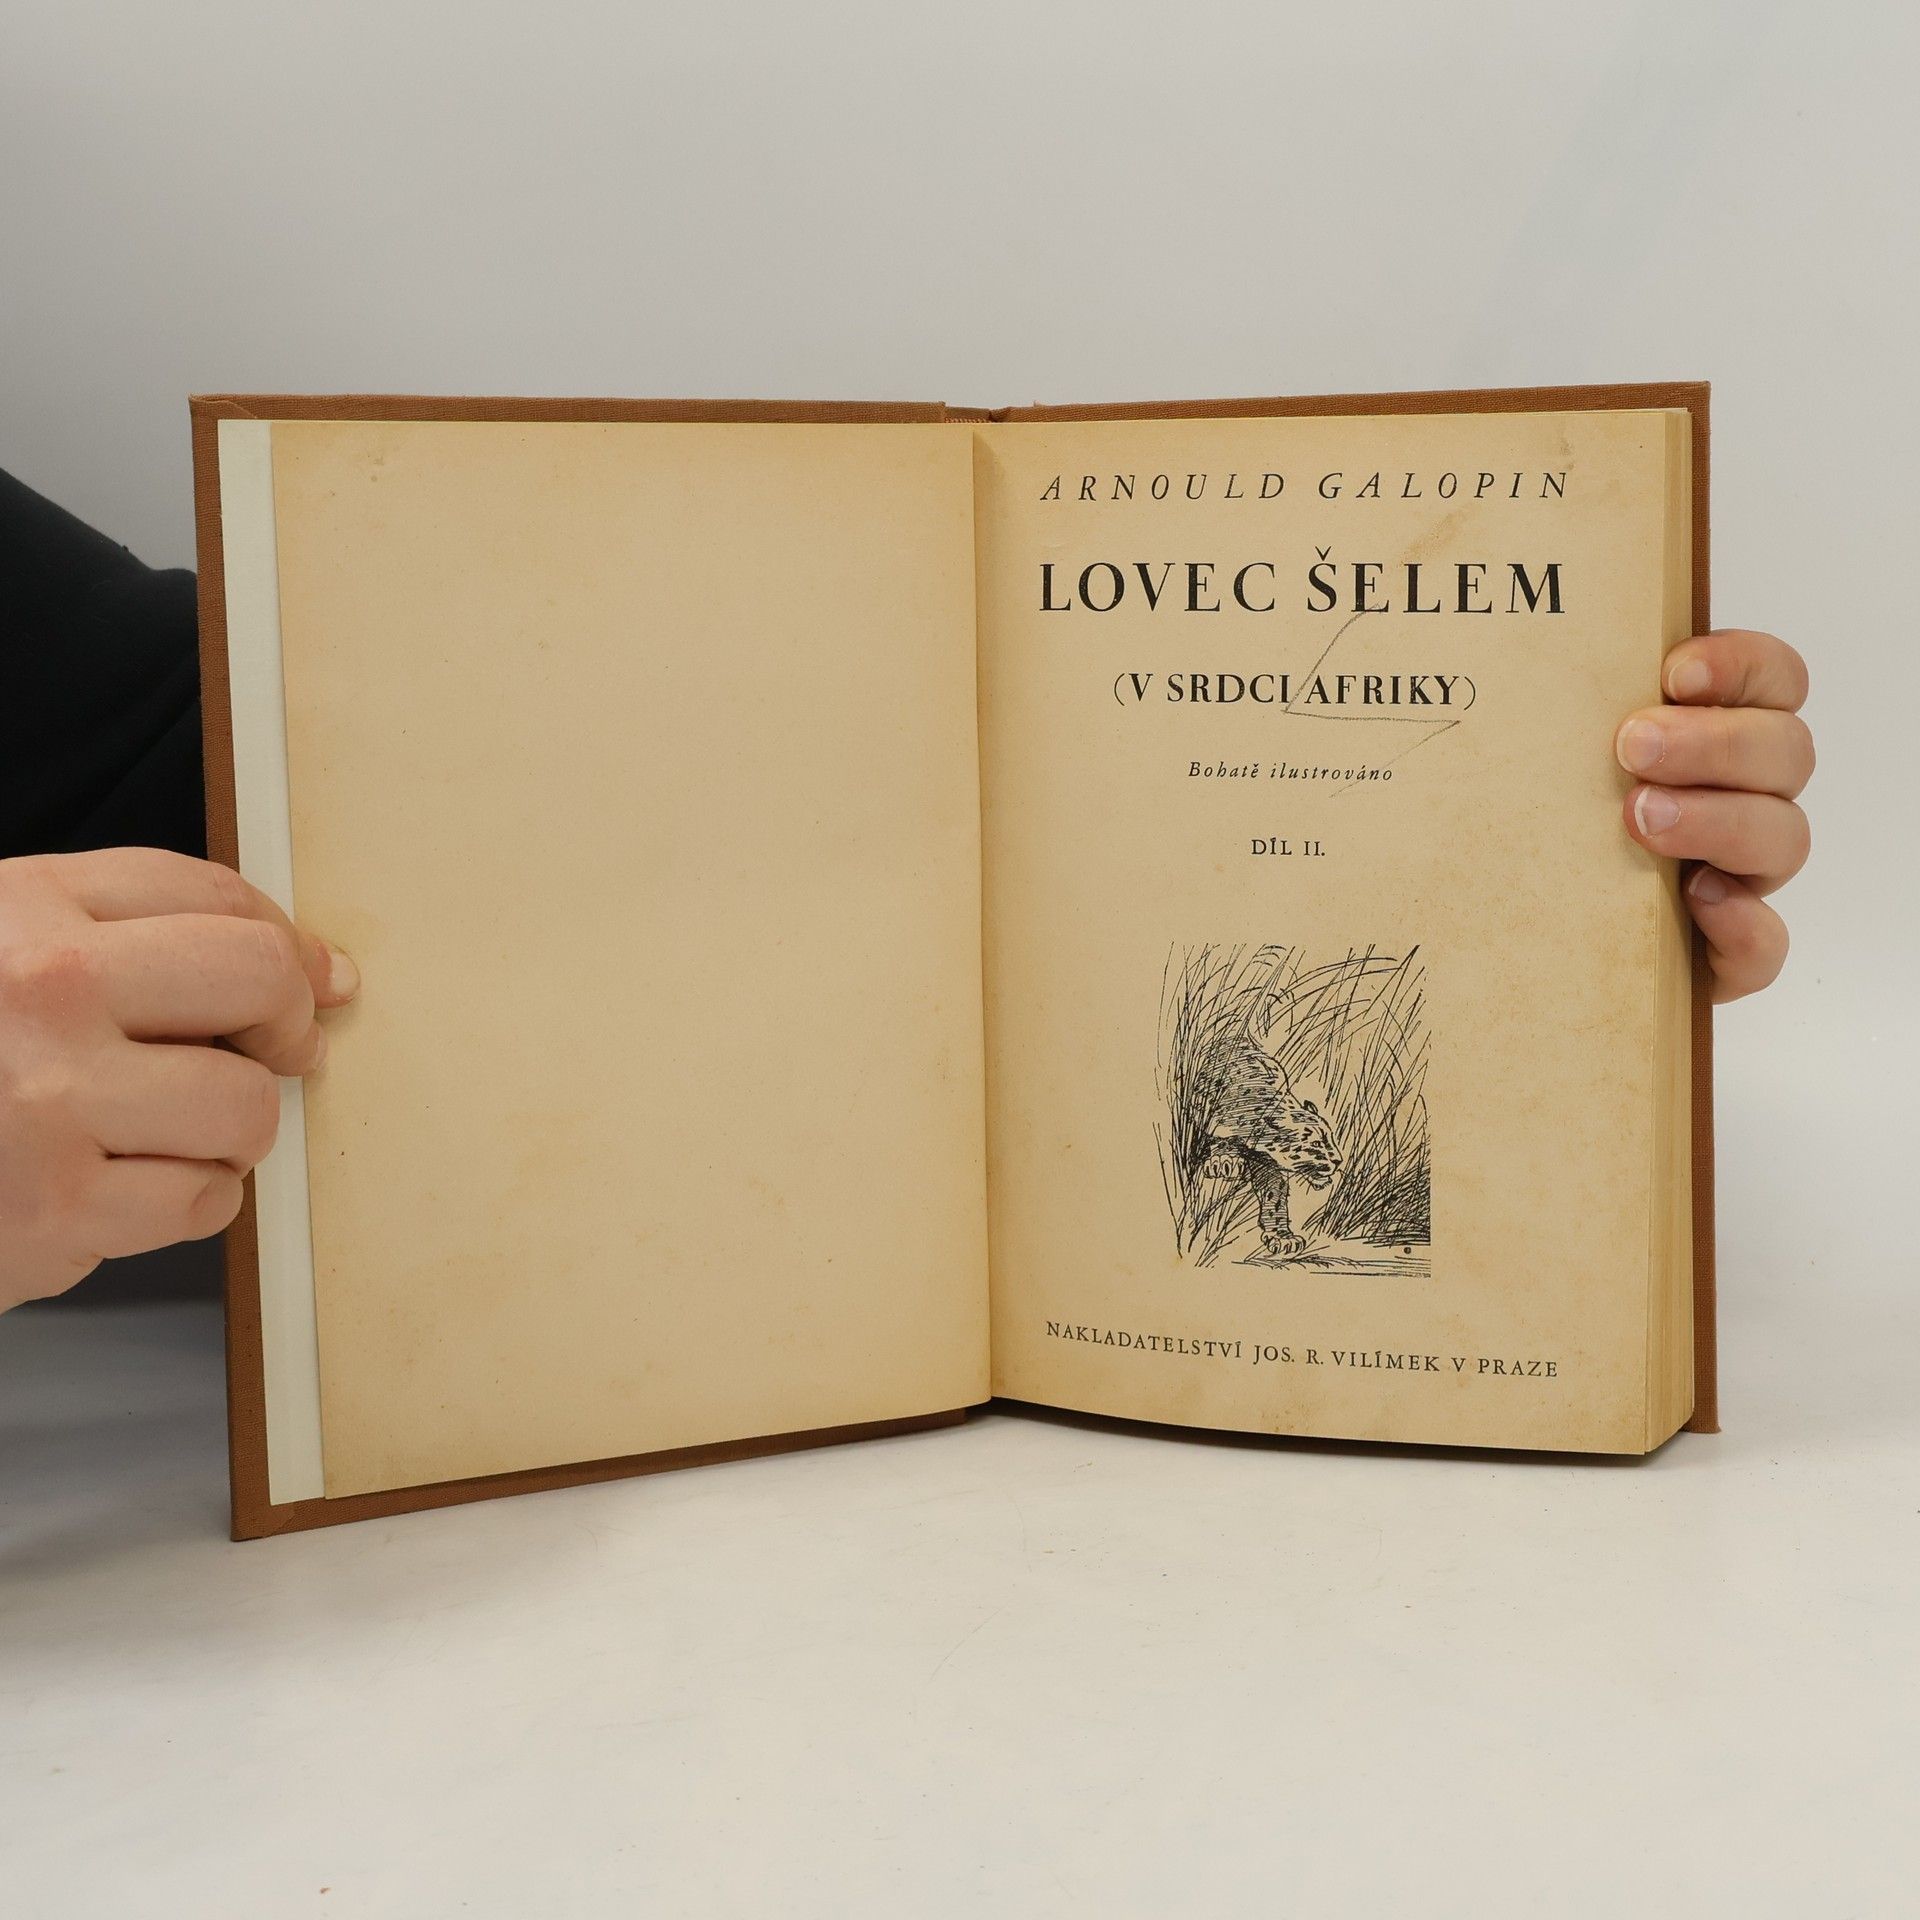 ARNOULD GALOPIN
LOVEC ŠELEM
(V SRDCI AFRIKY)
Bohatě ilustrováno
DÍL II.
NAKLADATELSTVÍ JOS. R. VILÍMEK V PRAZE